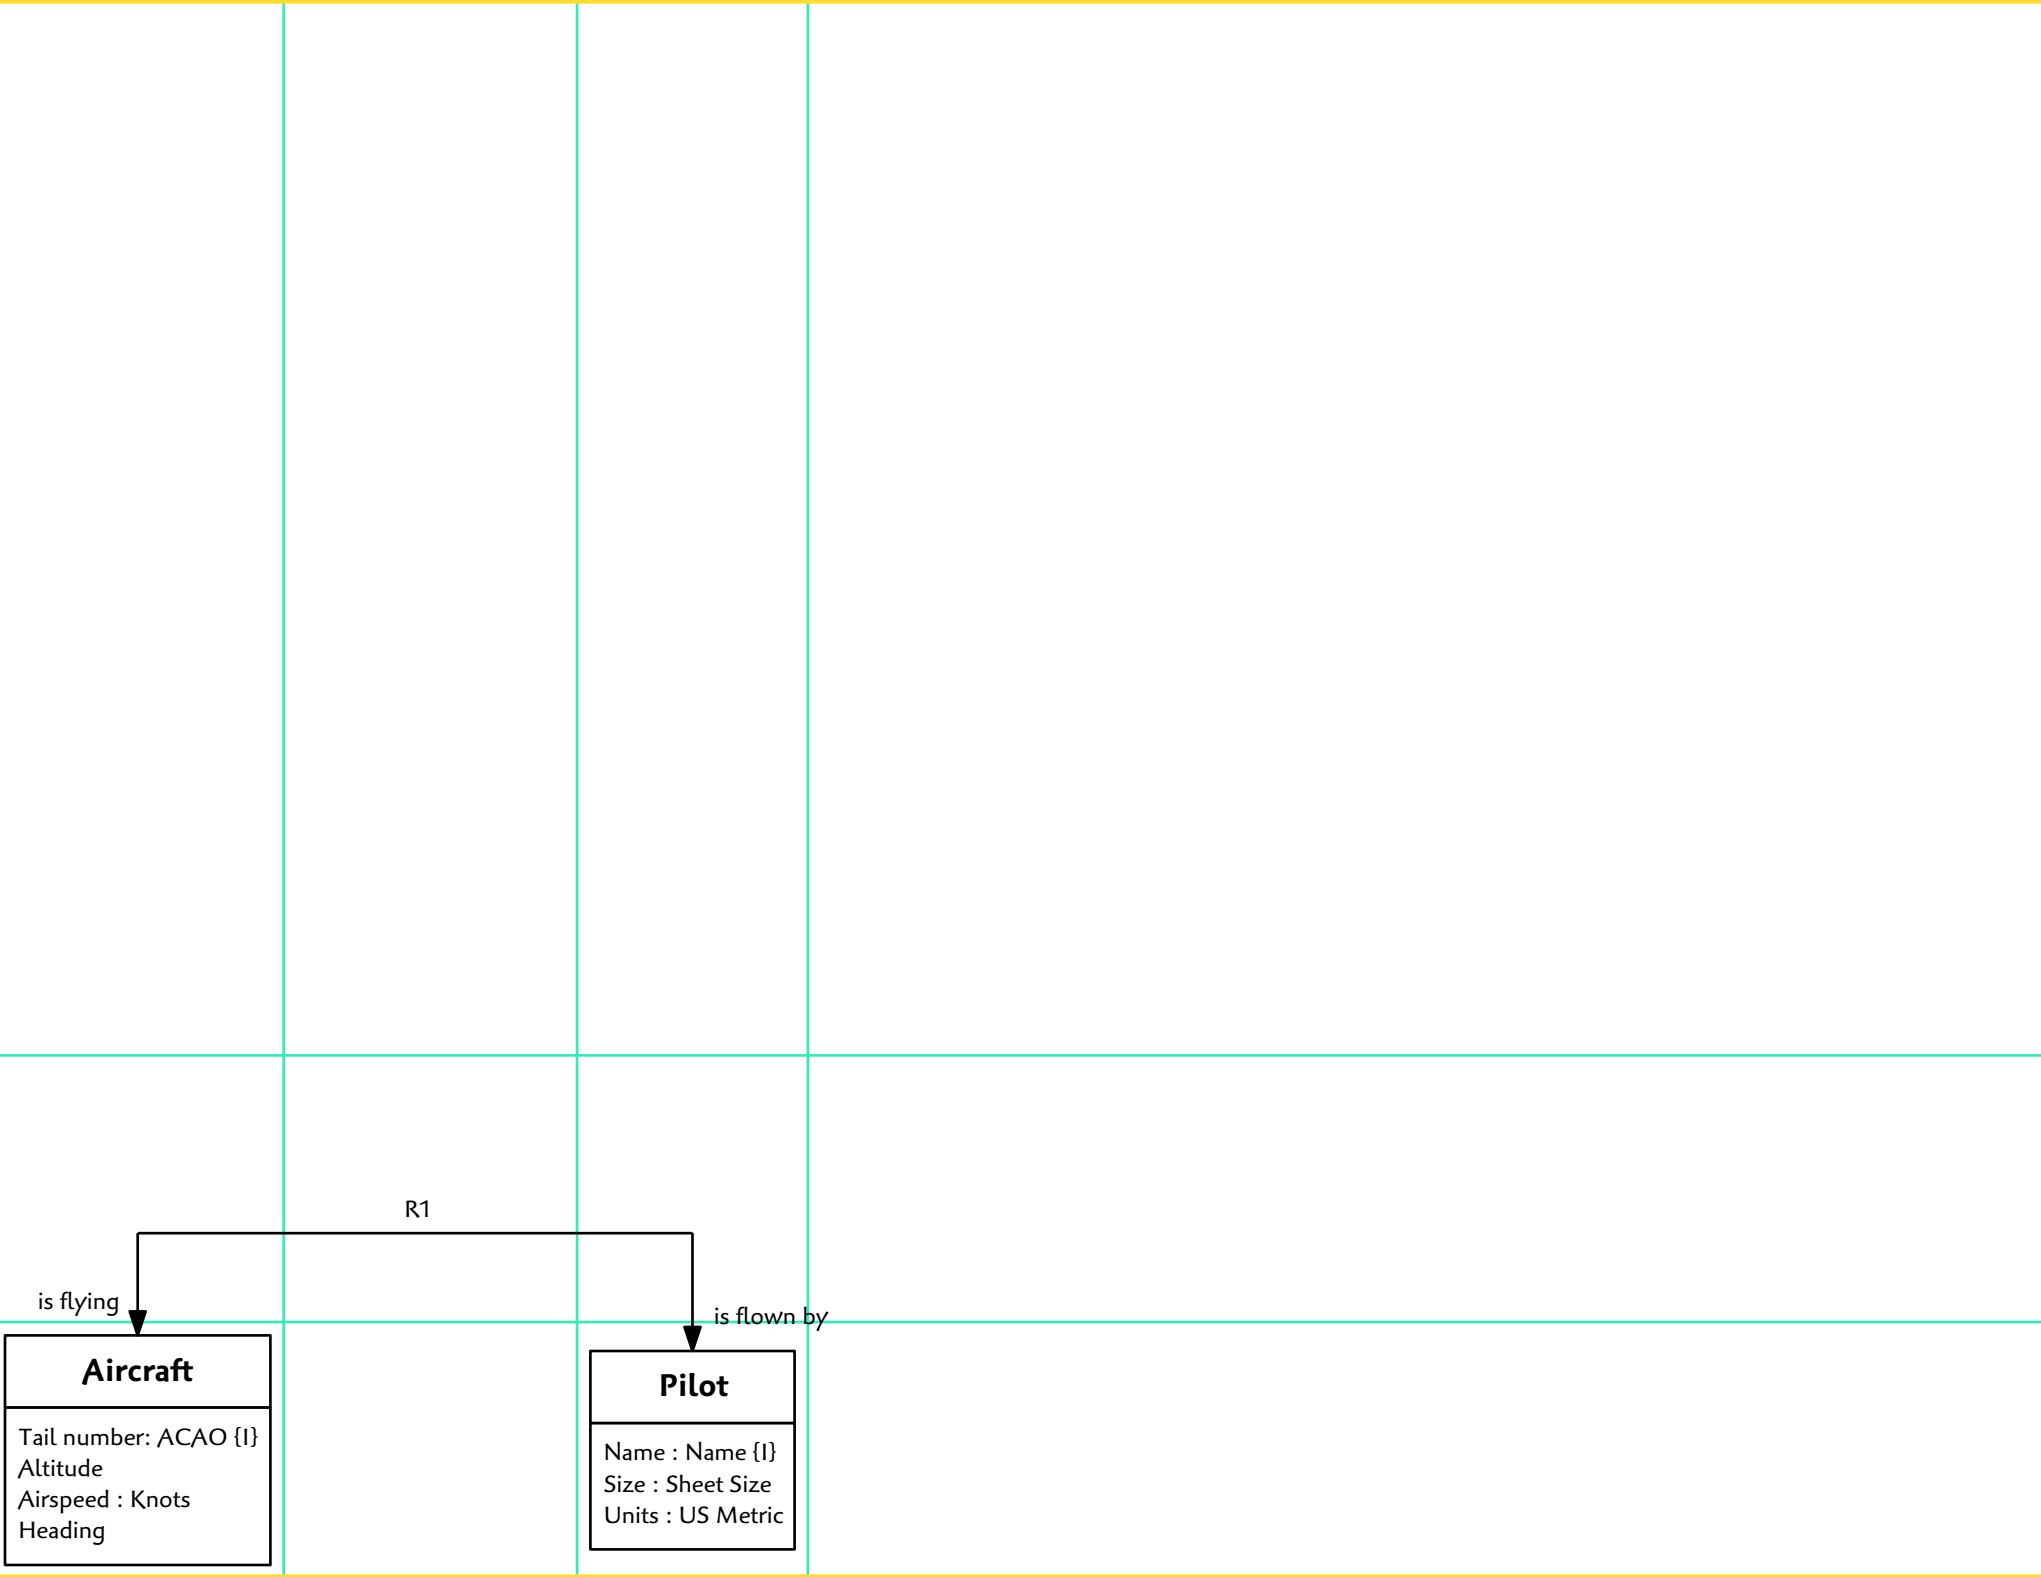 R1
is flying
is flown by
Aircraft
Tail number: ACAO {I}
Altitude
Airspeed : Knots
Heading
Pilot
Name : Name {I}
Size : Sheet Size
Units : US Metric